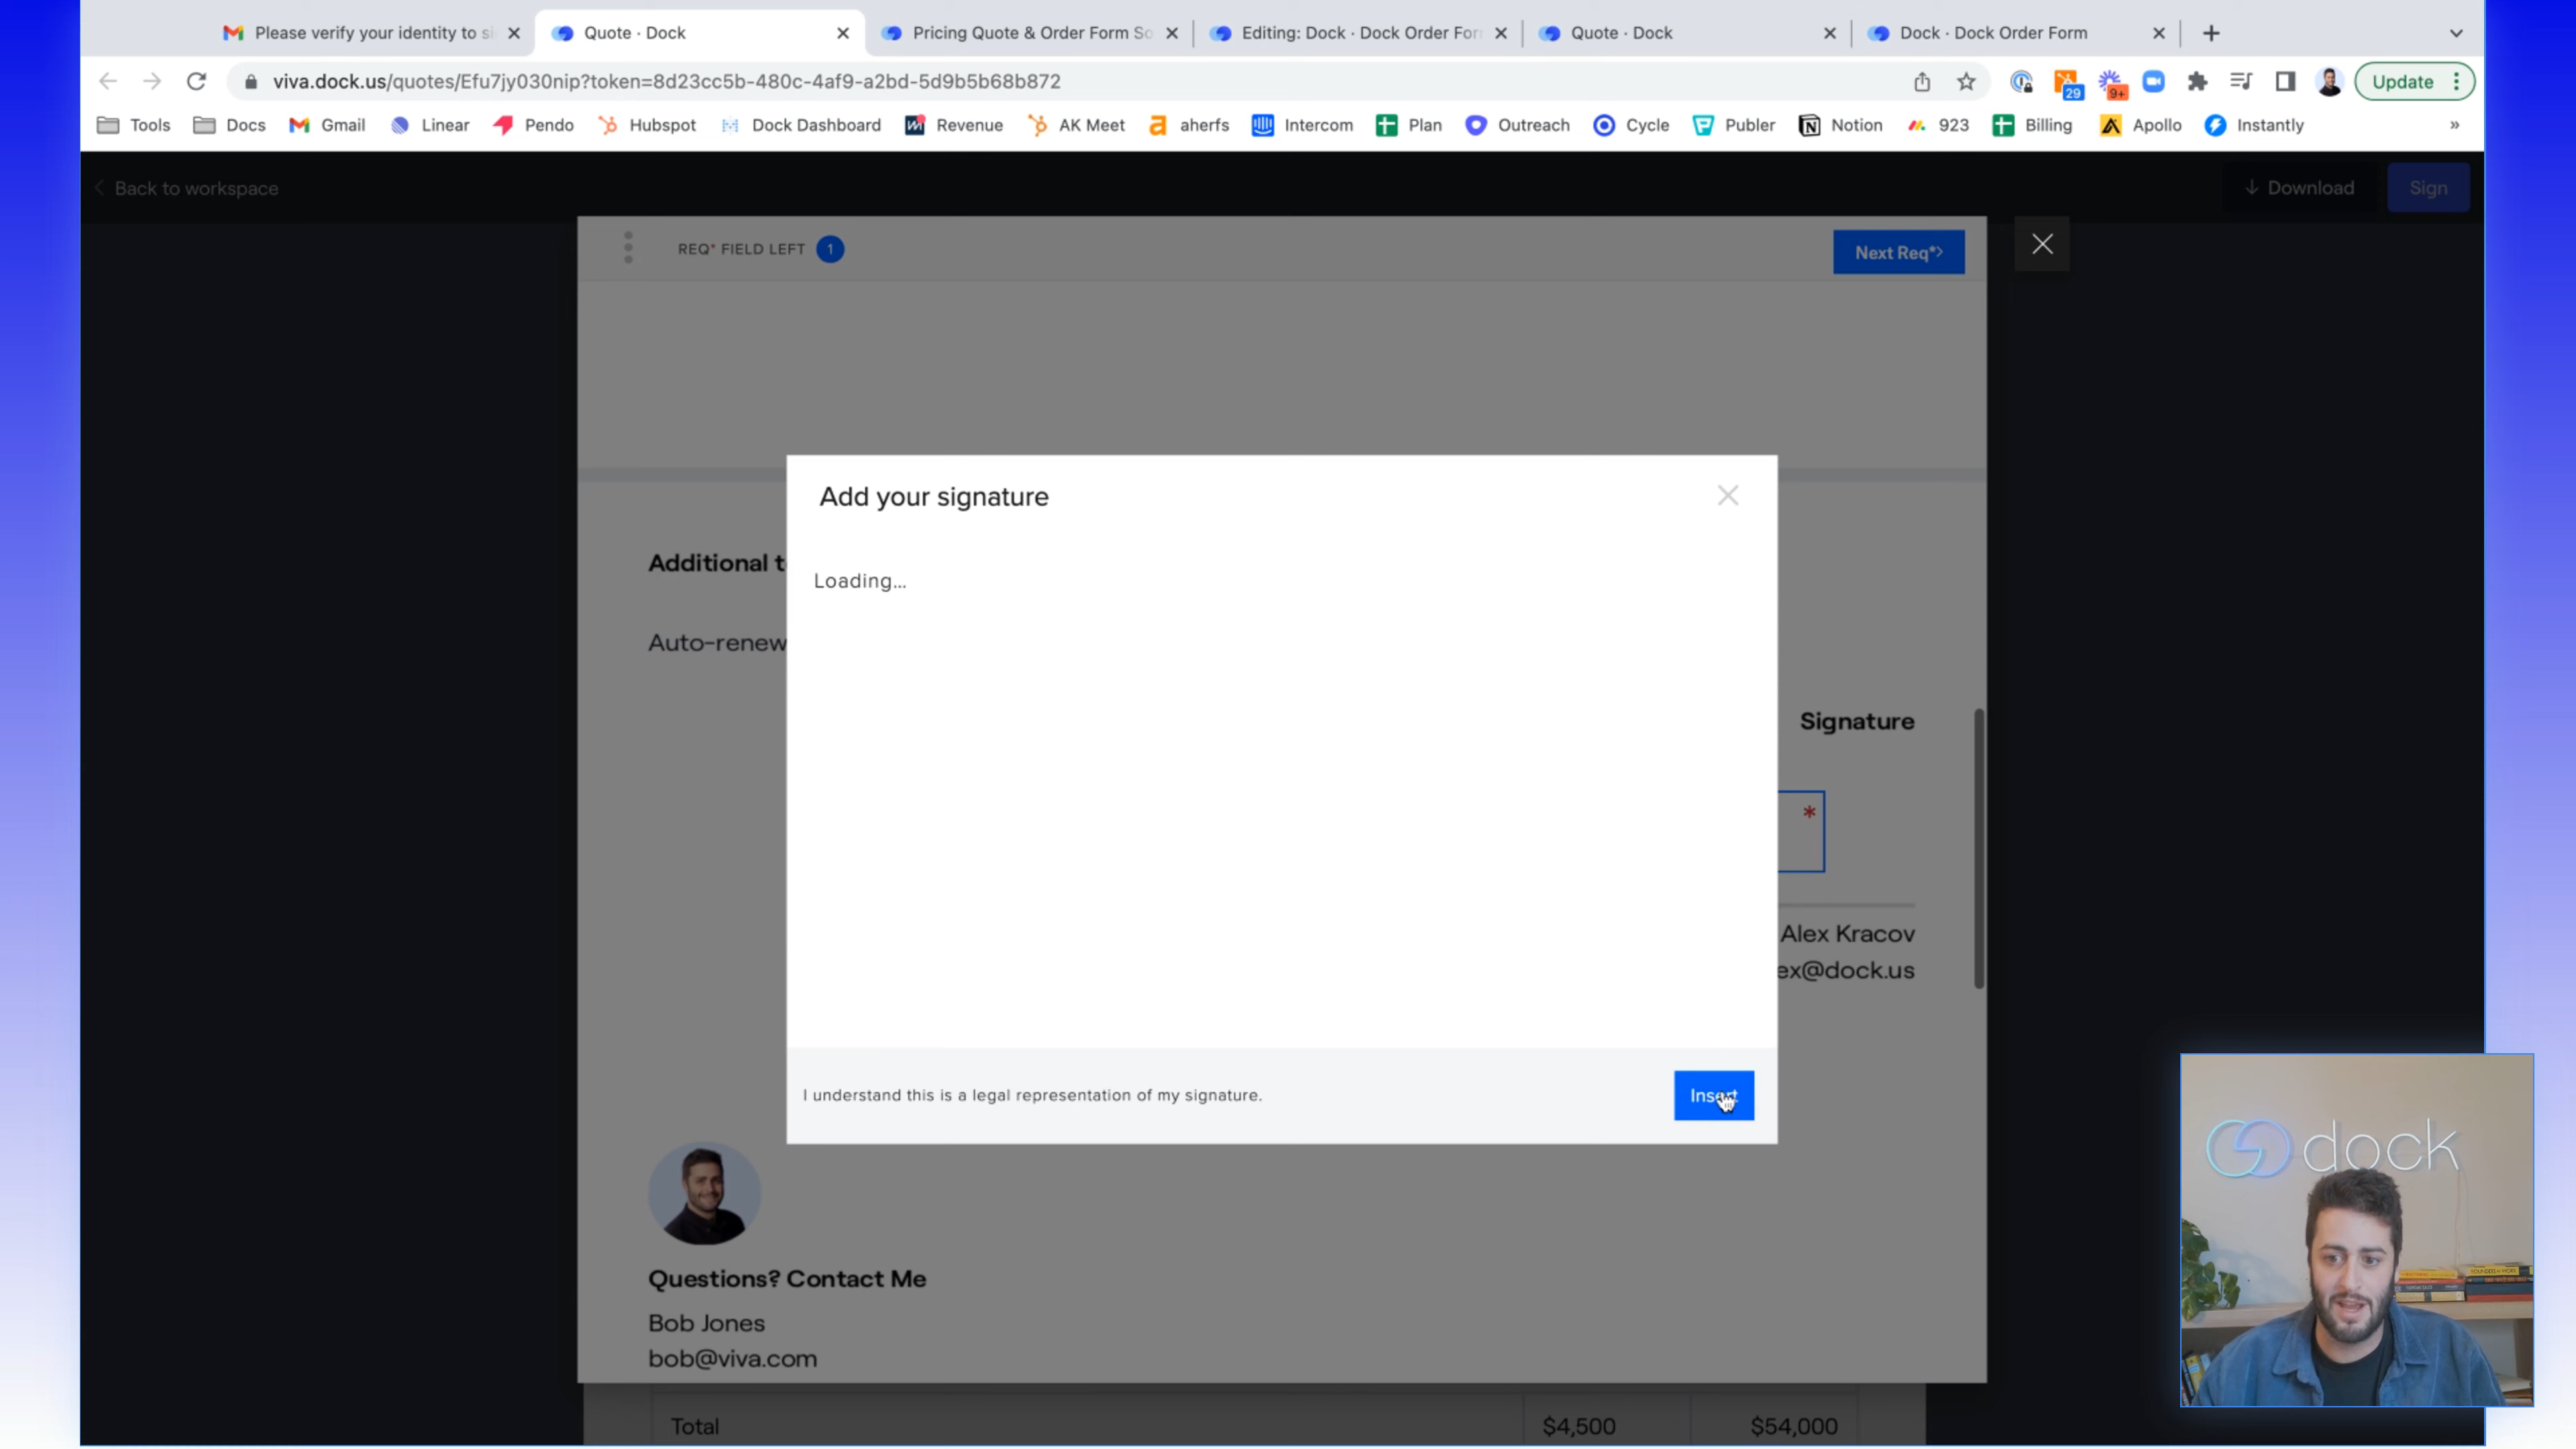 Please verify your identity to si
Quote · Dock
Pricing Quote & Order Form So
Editing: Dock · Dock Order For
Quote · Dock
Dock · Dock Order Form
viva.dock.us/quotes/Efu7jy030nip?token=8d23cc5b-480c-4af9-a2bd-5d9b5b68b872
29
9+
Update
Tools
Docs
Gmail
Linear
Pendo
Hubspot
Dock Dashboard
Revenue
AK Meet
aherfs
Intercom
Plan
Outreach
Cycle
Publer
Notion
923
Billing
Apollo
Instantly
»
Back to workspace
Download
Sign
REQ* FIELD LEFT 1
Next Req*>
Add your signature
Loading...
Additional t
Auto-renew
Signature
*
Alex Kracov
ex@dock.us
I understand this is a legal representation of my signature.
Insert
dock
Questions? Contact Me
Bob Jones
bob@viva.com
Total $4,500 $54,000